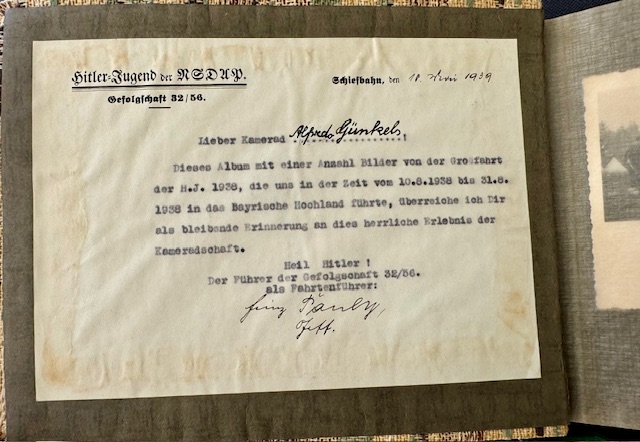 Hitler-Jugend der NSDAP.
Gefolgschaft 32/56.
Schiefbahn, den 18. Mai 1939
Lieber Kamerad Alfred Günkels!
Dieses Album mit einer Anzahl Bilder von der Großfahrt
der H.J. 1938, die uns in der Zeit vom 10.8.1938 bis 31.8.
1938 in das Bayrische Hochland führte, überreiche ich Dir
als bleibende Erinnerung an dies herrliche Erlebnis der
Kameradschaft.
Heil Hitler !
Der Führer der Gefolgschaft 32/56.
als Fahrtenführer: